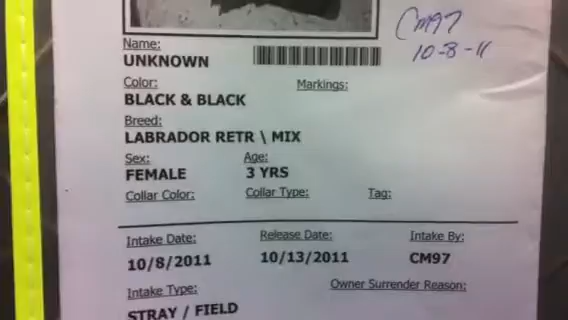 CM97
10-8-11
Name:
UNKNOWN
Color: Markings:
BLACK & BLACK
Breed:
LABRADOR RETR \ MIX
Sex: Age:
FEMALE 3 YRS
Collar Color: Collar Type: Tag:
Intake Date: Release Date: Intake By:
10/8/2011 10/13/2011 CM97
Intake Type: Owner Surrender Reason:
STRAY / FIELD